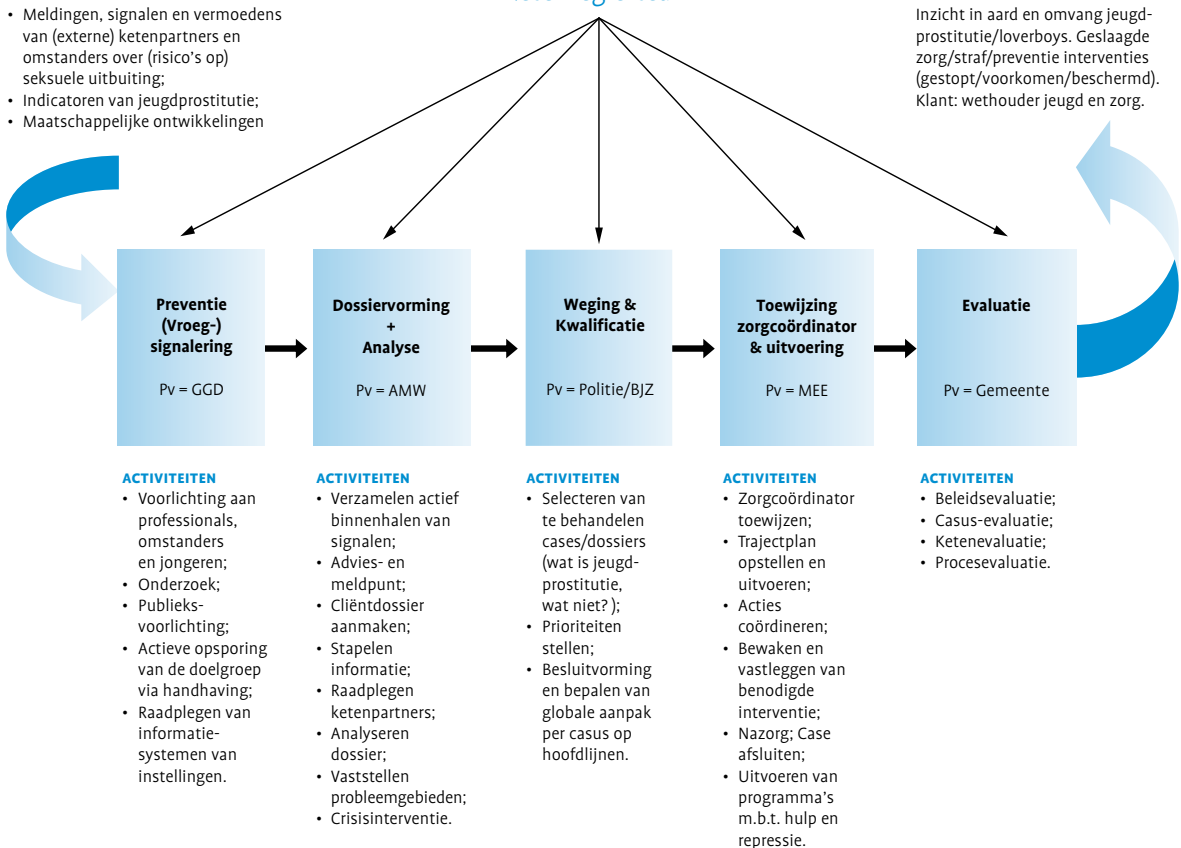 • Meldingen, signalen en vermoedens
van (externe) ketenpartners en
omstanders over (risico's op)
seksuele uitbuiting;
• Indicatoren van jeugdprostitutie;
• Maatschappelijke ontwikkelingen
Inzicht in aard en omvang jeugd-
prostitutie/loverboys. Geslaagde
zorg/straf/preventie interventies
(gestopt/voorkomen/beschermd).
Klant: wethouder jeugd en zorg.
Preventie
(Vroeg-)
signalering
Pv = GGD
Dossiervorming
+
Analyse
Pv = AMW
Weging &
Kwalificatie
Pv = Politie/BJZ
Toewijzing
zorgcoördinator
& uitvoering
Pv = MEE
Evaluatie
Pv = Gemeente
ACTIVITEITEN
• Voorlichting aan
professionals,
omstanders
en jongeren;
• Onderzoek;
• Publieks-
voorlichting;
• Actieve opsporing
van de doelgroep
via handhaving;
• Raadplegen van
informatie-
systemen van
instellingen.
ACTIVITEITEN
• Verzamelen actief
binnenhalen van
signalen;
• Advies- en
meldpunt;
• Cliëntdossier
aanmaken;
• Stapelen
informatie;
• Raadplegen
ketenpartners;
• Analyseren
dossier;
• Vaststellen
probleemgebieden;
• Crisisinterventie.
ACTIVITEITEN
• Selecteren van
te behandelen
cases/dossiers
(wat is jeugd-
prostitutie,
wat niet? );
• Prioriteiten
stellen;
• Besluitvorming
en bepalen van
globale aanpak
per casus op
hoofdlijnen.
ACTIVITEITEN
• Zorgcoördinator
toewijzen;
• Trajectplan
opstellen en
uitvoeren;
• Acties
coördineren;
• Bewaken en
vastleggen van
benodigde
interventie;
• Nazorg; Case
afsluiten;
• Uitvoeren van
programma's
m.b.t. hulp en
repressie.
ACTIVITEITEN
• Beleidsevaluatie;
• Casus-evaluatie;
• Ketenevaluatie;
• Procesevaluatie.